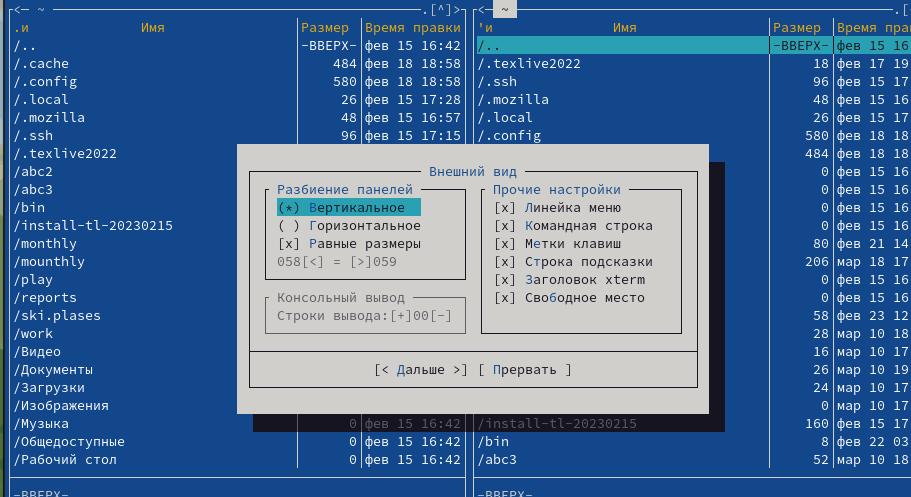 <─ ~ .[^]> <─ ~ .[
.и Имя Размер Время правки 'и Имя Размер Время прав
/.. -ВВЕРХ- фев 15 16:42 /.. -ВВЕРХ- фев 15 16
/.cache 484 фев 18 18:58 /.texlive2022 18 фев 17 19
/.config 580 фев 18 18:58 /.ssh 96 фев 15 17
/.local 26 фев 15 17:28 /.mozilla 48 фев 15 16
/.mozilla 48 фев 15 16:57 /.local 26 фев 15 17
/.ssh 96 фев 15 17:15 /.config 580 фев 18 18
/.texlive2022 484 фев 18 18
/abc2 Внешний вид 0 фев 15 16
/abc3 Разбиение панелей Прочие настройки 0 фев 15 16
/bin (*) Вертикальное [x] Линейка меню 0 фев 15 16
/install-tl-20230215 ( ) Горизонтальное [x] Командная строка 0 фев 15 16
/monthly [x] Равные размеры [x] Метки клавиш 80 фев 21 14
/mounthly 058[<] = [>]059 [x] Строка подсказки 206 мар 18 17
/play [x] Заголовок xterm 0 фев 15 16
/reports Консольный вывод [x] Свободное место 0 фев 15 16
/ski.plases Строки вывода:[+]00[-] 58 фев 23 12
/work 28 мар 10 18
/Видео 16 мар 10 17
/Документы [< Дальше >] [ Прервать ] 26 мар 10 19
/Загрузки 24 мар 10 17
/Изображения 0 мар 10 17
/Музыка 0 фев 15 16:42 /install-tl-20230215 160 фев 15 17
/Общедоступные 0 фев 15 16:42 /bin 8 фев 22 03
/Рабочий стол 0 фев 15 16:42 /abc3 52 мар 10 18
-ВВЕРХ- -ВВЕРХ-